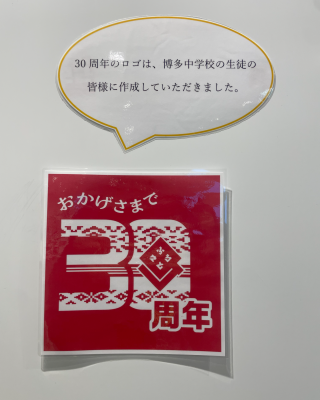 30周年のロゴは、博多中学校の生徒の
皆様に作成していただきました。
おかげさまで
30
周年